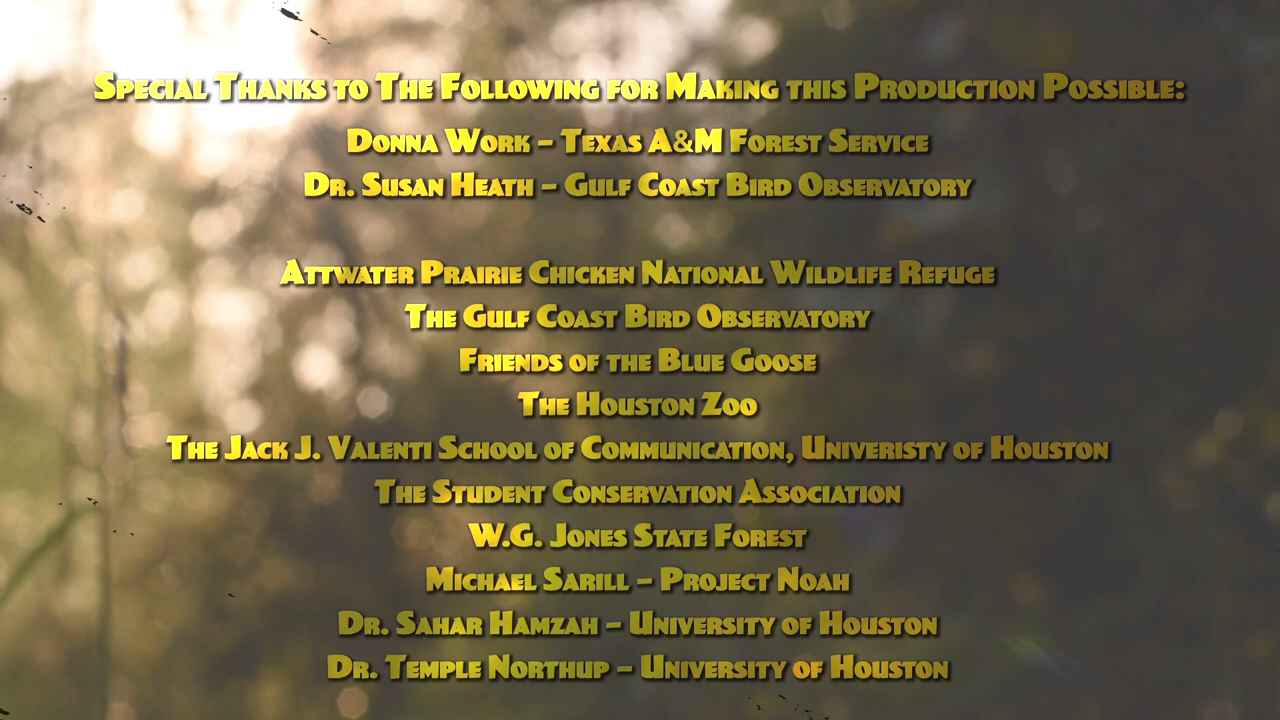 Special Thanks to The Following for Making this Production Possible:
Donna Work – Texas A&M Forest Service
Dr. Susan Heath – Gulf Coast Bird Observatory
Attwater Prairie Chicken National Wildlife Refuge
The Gulf Coast Bird Observatory
Friends of the Blue Goose
The Houston Zoo
The Jack J. Valenti School of Communication, Univeristy of Houston
The Student Conservation Association
W.G. Jones State Forest
Michael Sarill – Project Noah
Dr. Sahar Hamzah – University of Houston
Dr. Temple Northup – University of Houston